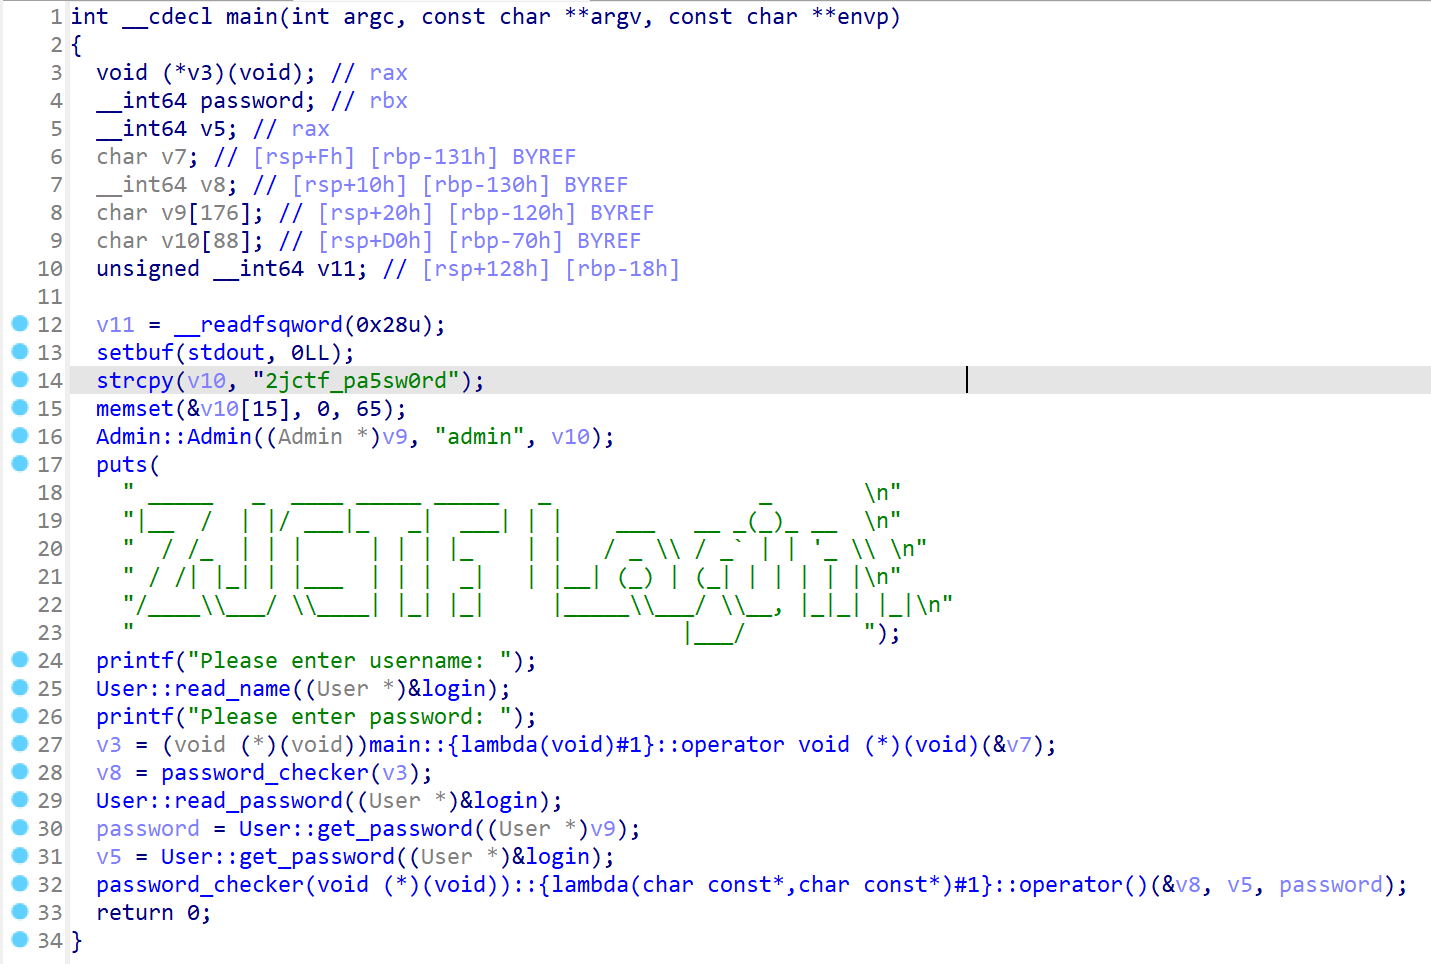 1 int __cdecl main(int argc, const char **argv, const char **envp)
2 {
3   void (*v3)(void); // rax
4   __int64 password; // rbx
5   __int64 v5; // rax
6   char v7; // [rsp+Fh] [rbp-131h] BYREF
7   __int64 v8; // [rsp+10h] [rbp-130h] BYREF
8   char v9[176]; // [rsp+20h] [rbp-120h] BYREF
9   char v10[88]; // [rsp+D0h] [rbp-70h] BYREF
10   unsigned __int64 v11; // [rsp+128h] [rbp-18h]
11
12   v11 = __readfsqword(0x28u);
13   setbuf(stdout, 0LL);
14   strcpy(v10, "2jctf_pa5sw0rd");
15   memset(&v10[15], 0, 65);
16   Admin::Admin((Admin *)v9, "admin", v10);
17   puts(
18     " _____   _  ____ _____ _____   _                _       \n"
19     "|__  /  | |/ ___|_   _|  ___| | |    ___   __ _(_)_ __  \n"
20     "  / /_  | | |     | | | |_    | |   / _ \\ / _` | | '_ \\ \n"
21     " / /| |_| | |___  | | |  _|   | |__| (_) | (_| | | | | |\n"
22     "/____\\___/ \\____| |_| |_|     |_____\\___/ \\__, |_|_| |_|\n"
23     "                                          |___/         ");
24   printf("Please enter username: ");
25   User::read_name((User *)&login);
26   printf("Please enter password: ");
27   v3 = (void (*)(void))main::{lambda(void)#1}::operator void (*)(void)(&v7);
28   v8 = password_checker(v3);
29   User::read_password((User *)&login);
30   password = User::get_password((User *)v9);
31   v5 = User::get_password((User *)&login);
32   password_checker(void (*)(void))::{lambda(char const*,char const*)#1}::operator()(&v8, v5, password);
33   return 0;
34 }